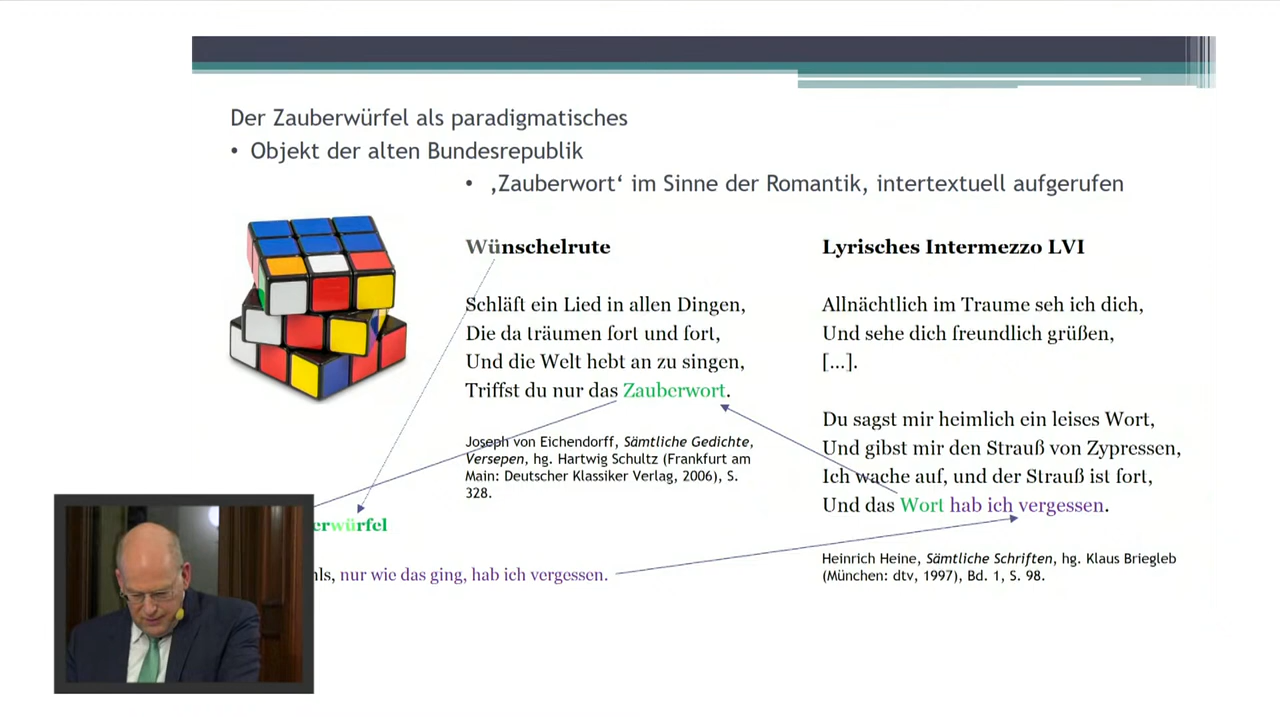 Der Zauberwürfel als paradigmatisches
• Objekt der alten Bundesrepublik
• ‚Zauberwort‘ im Sinne der Romantik, intertextuell aufgerufen
Wünschelrute
Schläft ein Lied in allen Dingen,
Die da träumen fort und fort,
Und die Welt hebt an zu singen,
Triffst du nur das Zauberwort.
Joseph von Eichendorff, Sämtliche Gedichte,
Versepen, hg. Hartwig Schultz (Frankfurt am
Main: Deutscher Klassiker Verlag, 2006), S.
328.
Lyrisches Intermezzo LVI
Allnächtlich im Traume seh ich dich,
Und sehe dich freundlich grüßen,
[...].
Du sagst mir heimlich ein leises Wort,
Und gibst mir den Strauß von Zypressen,
Ich wache auf, und der Strauß ist fort,
Und das Wort hab ich vergessen.
Heinrich Heine, Sämtliche Schriften, hg. Klaus Briegleb
(München: dtv, 1997), Bd. 1, S. 98.
erwürfel
ls, nur wie das ging, hab ich vergessen.